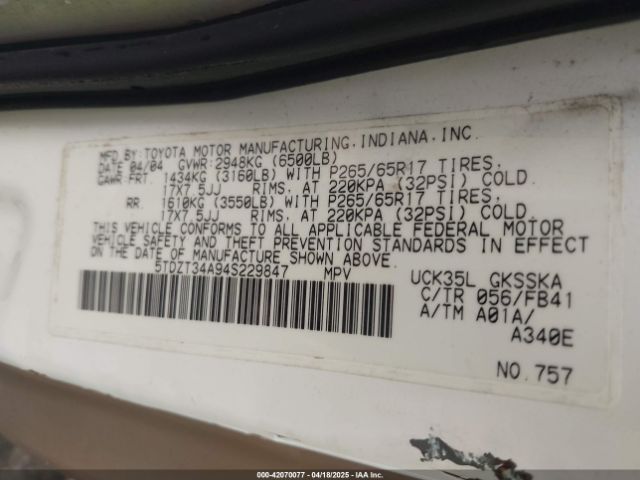 MFD.BY:TOYOTA MOTOR MANUFACTURING,INDIANA,INC.
DATE 04/04 GVWR:2948KG (6500LB)
GAWR:FRT. 1434KG (3160LB) WITH P265/65R17 TIRES,
17X7.5JJ RIMS, AT 220KPA (32PSI) COLD.
RR. 1610KG (3550LB) WITH P265/65R17 TIRES,
17X7.5JJ RIMS, AT 220KPA (32PSI) COLD.
THIS VEHICLE CONFORMS TO ALL APPLICABLE FEDERAL MOTOR
VEHICLE SAFETY AND THEFT PREVENTION STANDARDS IN EFFECT
ON THE DATE OF MANUFACTURE SHOWN ABOVE.
5TDZT34A94S229847 MPV
UCK35L GKSSKA
C/TR 056/FB41
A/TM A01A/
A340E
NO.757
000-42070077 - 04/18/2025 - IAAI.COM